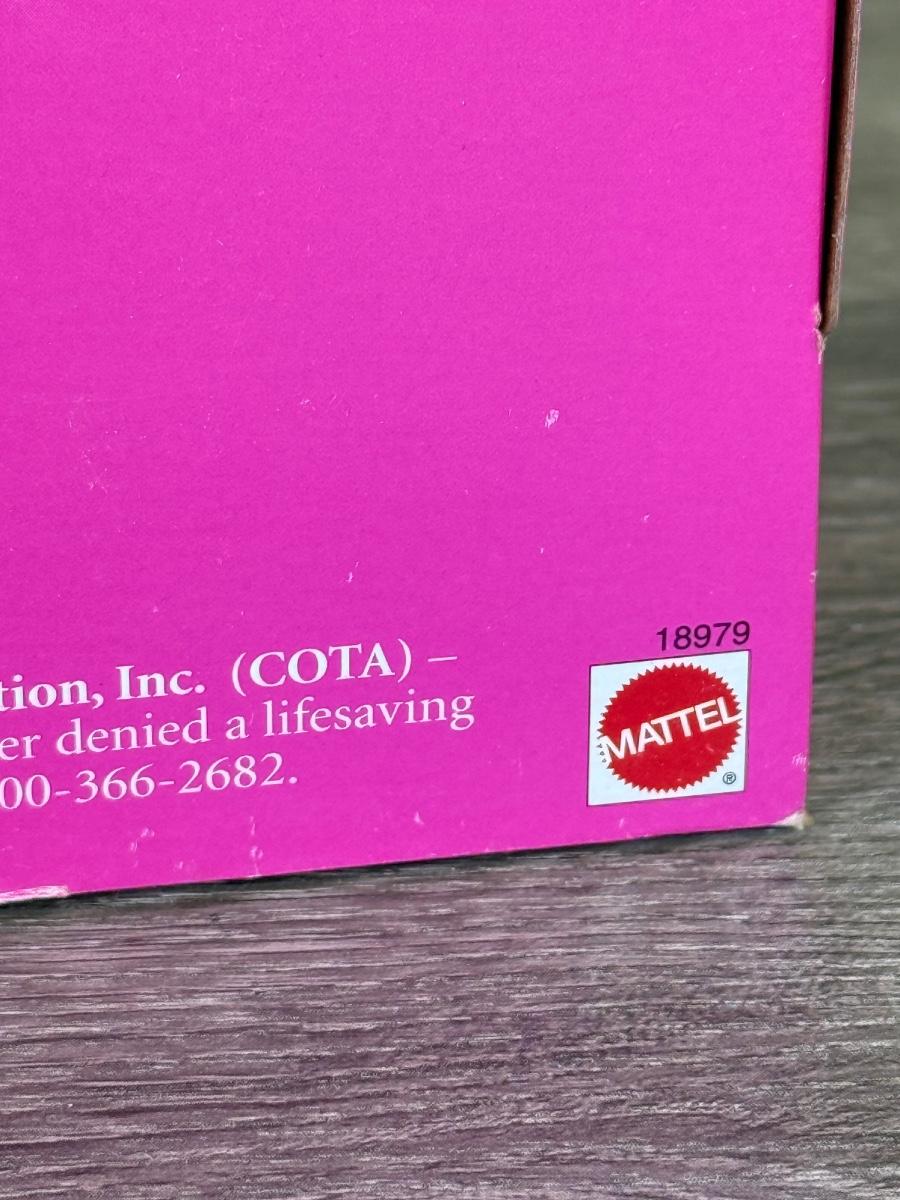 tion, Inc. (COTA) –
er denied a lifesaving
00-366-2682.
18979
MATTEL
®